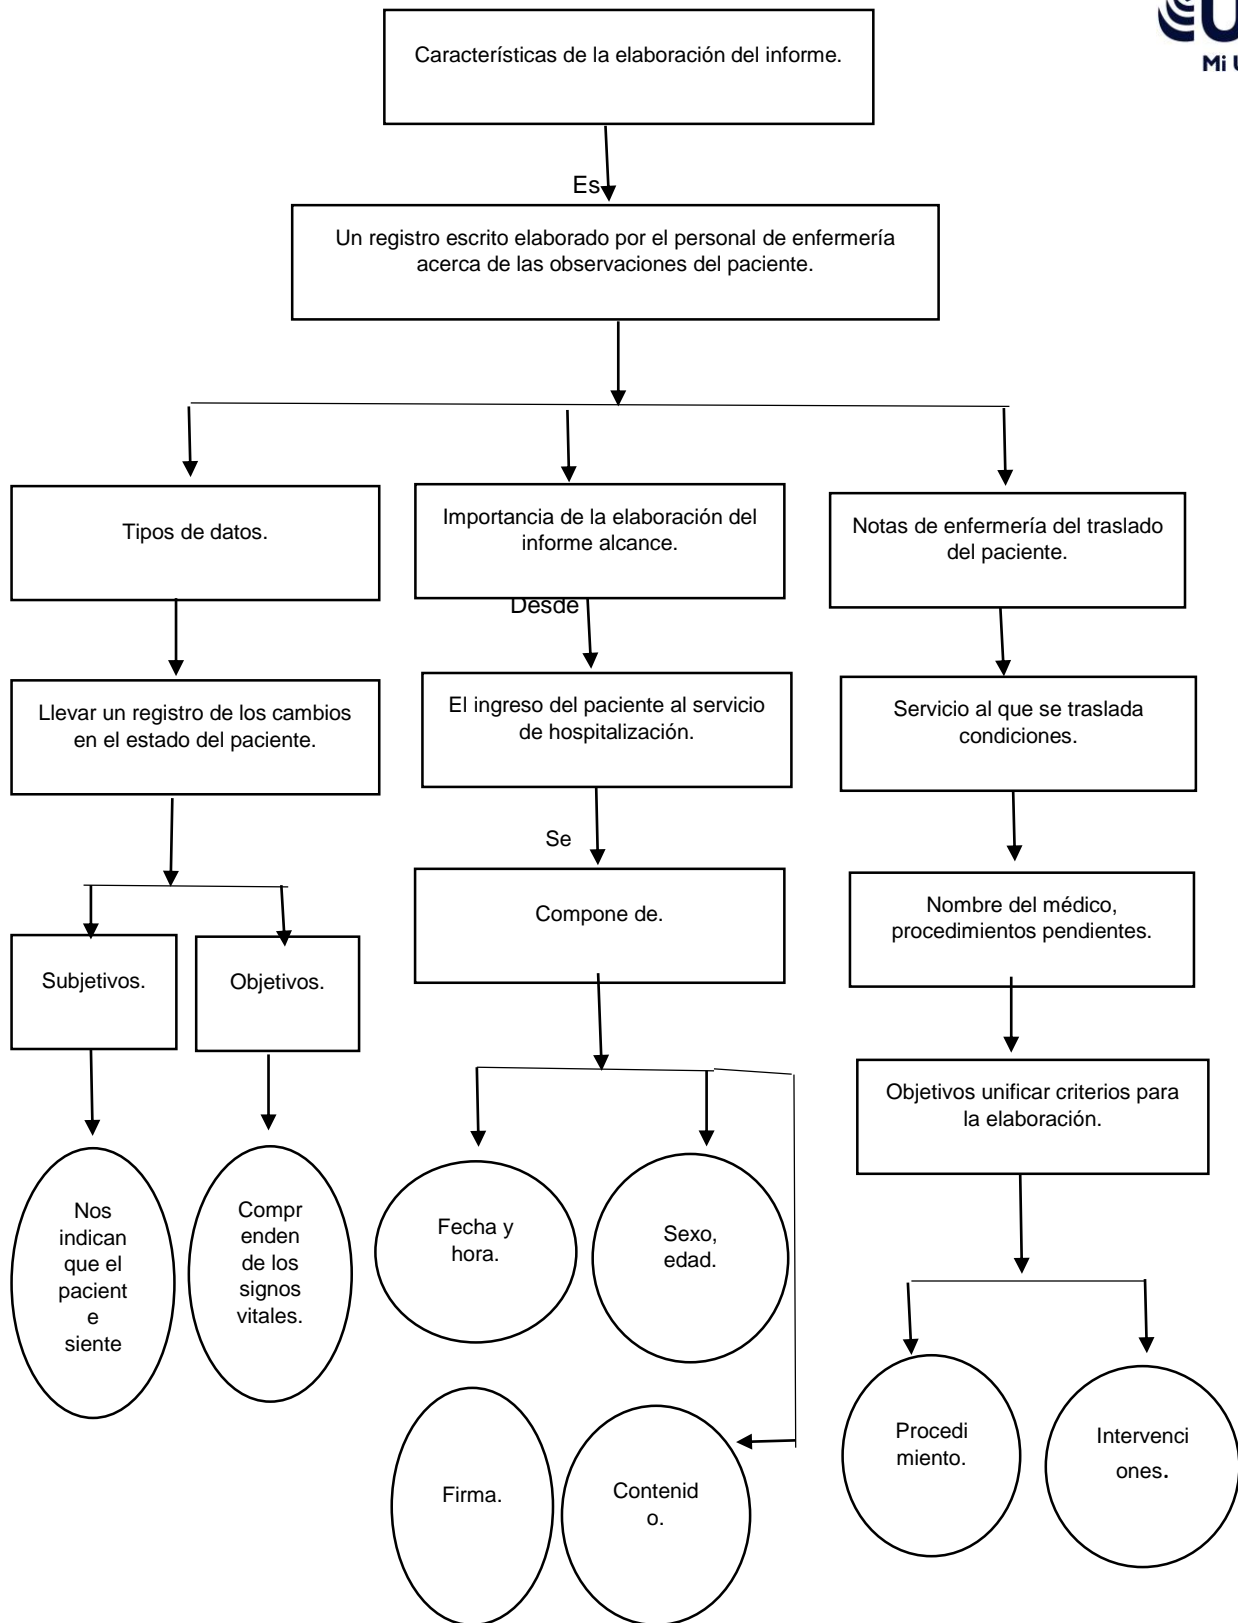 Características de la elaboración del informe.
Mi U
Es
Un registro escrito elaborado por el personal de enfermería
acerca de las observaciones del paciente.
Tipos de datos.
Importancia de la elaboración del
informe alcance.
Notas de enfermería del traslado
del paciente.
Desde
Llevar un registro de los cambios
en el estado del paciente.
El ingreso del paciente al servicio
de hospitalización.
Servicio al que se traslada
condiciones.
Se
Compone de.
Nombre del médico,
procedimientos pendientes.
Subjetivos.
Objetivos.
Objetivos unificar criterios para
la elaboración.
Nos
indican
que el
pacient
e
siente
Compr
enden
de los
signos
vitales.
Fecha y
hora.
Sexo,
edad.
Firma.
Contenid
o.
Procedi
miento.
Intervenci
ones.